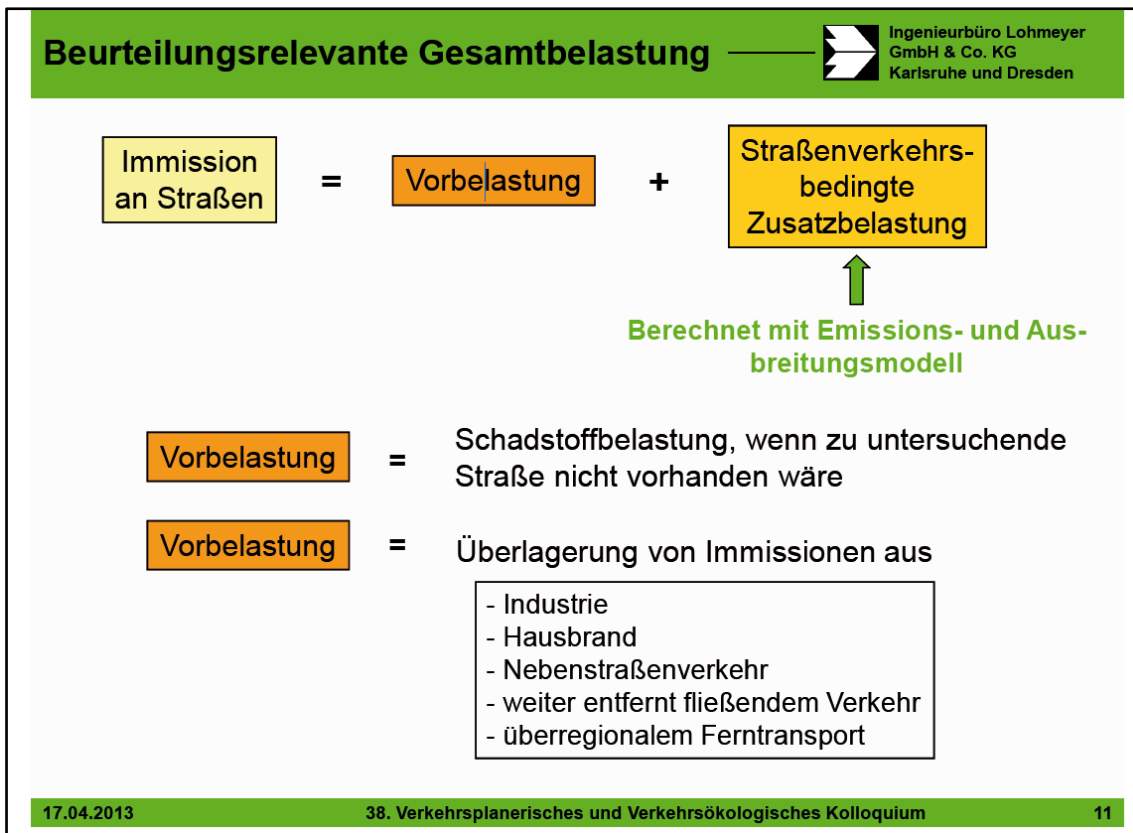 Beurteilungsrelevante Gesamtbelastung
Ingenieurbüro Lohmeyer
GmbH & Co. KG
Karlsruhe und Dresden
Immission
an Straßen
=
Vorbelastung
+
Straßenverkehrs-
bedingte
Zusatzbelastung
Berechnet mit Emissions- und Aus-
breitungsmodell
Vorbelastung
=
Schadstoffbelastung, wenn zu untersuchende
Straße nicht vorhanden wäre
Vorbelastung
=
Überlagerung von Immissionen aus
- Industrie
- Hausbrand
- Nebenstraßenverkehr
- weiter entfernt fließendem Verkehr
- überregionalem Ferntransport
17.04.2013
38. Verkehrsplanerisches und Verkehrsökologisches Kolloquium
11